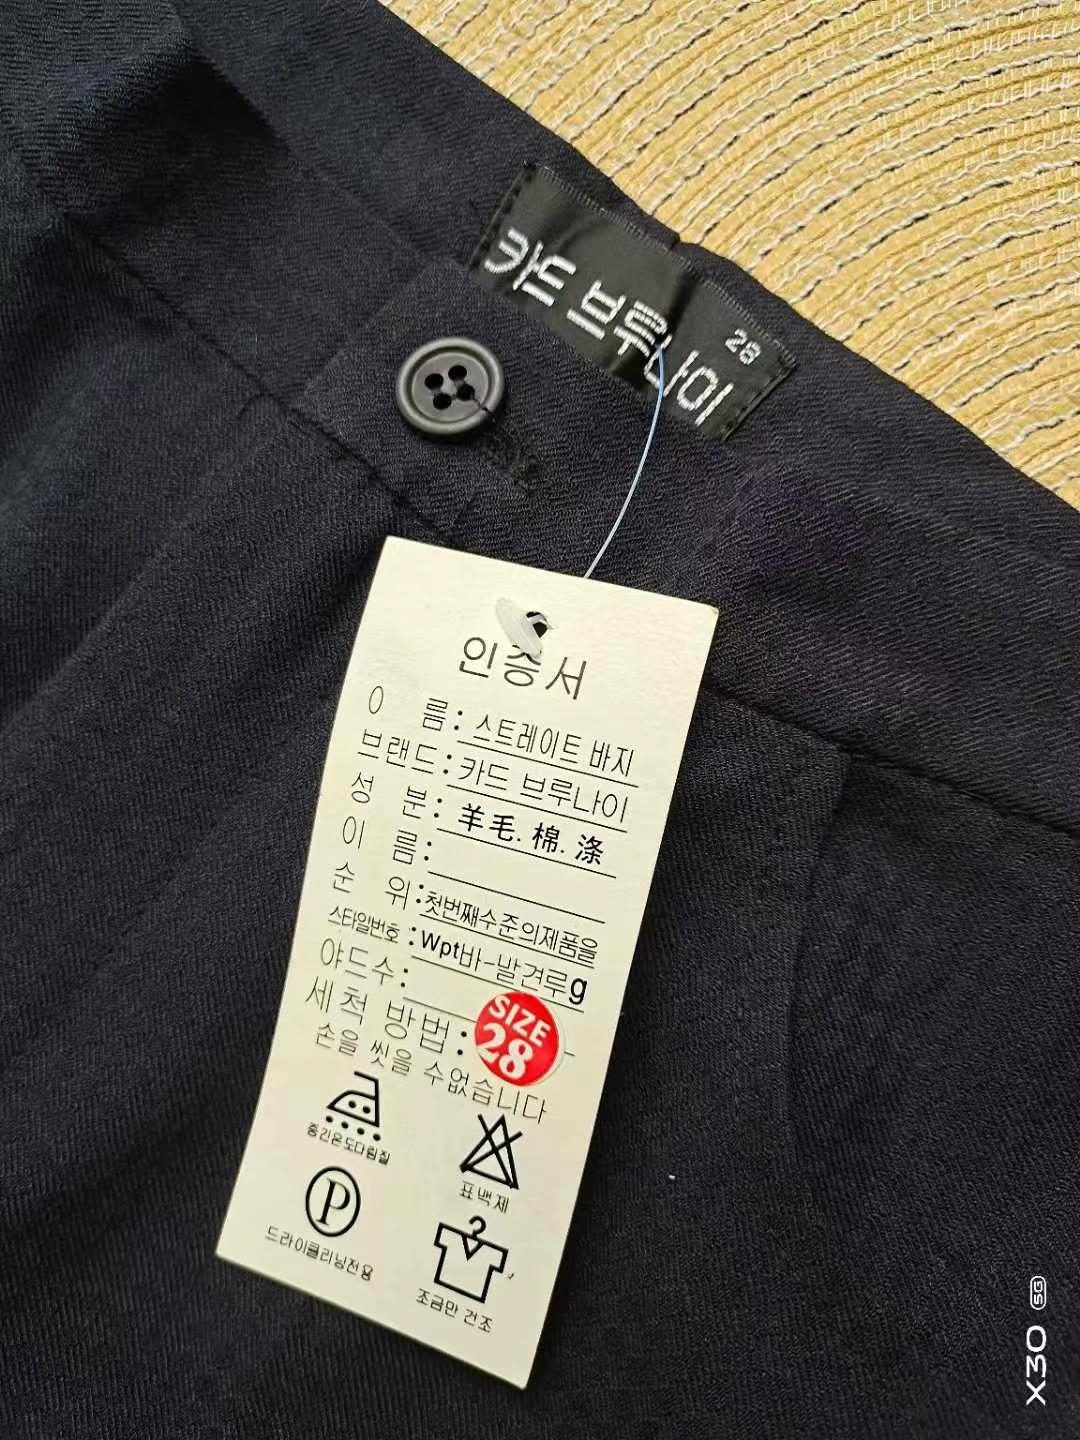 카드 브루나이
28
인증서
이 름: 스트레이트 바지
브랜드: 카드 브루나이
성 분: 羊毛.棉.涤
이 름:
순 위: 첫번째수준의제품을
스타일번호: Wpt바-발견루g
야드수:
세척 방법:
SIZE
28
손을 씻을 수없습니다
중간온도다림질
표백제
P
드라이클리닝전용
조금만 건조
X30 5G